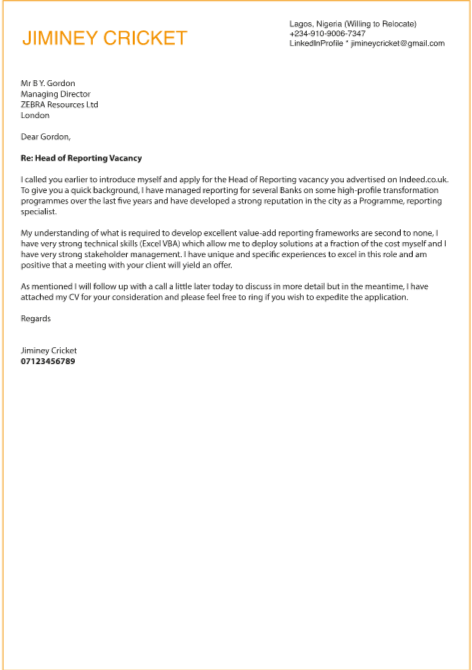 JIMINEY CRICKET
Lagos, Nigeria (Willing to Relocate)
+234-910-9006-7347
LinkedInProfile * jimineycricket@gmail.com
Mr B Y. Gordon
Managing Director
ZEBRA Resources Ltd
London
Dear Gordon,
Re: Head of Reporting Vacancy
I called you earlier to introduce myself and apply for the Head of Reporting vacancy you advertised on Indeed.co.uk.
To give you a quick background, I have managed reporting for several Banks on some high-profile transformation
programmes over the last five years and have developed a strong reputation in the city as a Programme, reporting
specialist.
My understanding of what is required to develop excellent value-add reporting frameworks are second to none, I
have very strong technical skills (Excel VBA) which allow me to deploy solutions at a fraction of the cost myself and I
have very strong stakeholder management. I have unique and specific experiences to excel in this role and am
positive that a meeting with your client will yield an offer.
As mentioned I will follow up with a call a little later today to discuss in more detail but in the meantime, I have
attached my CV for your consideration and please feel free to ring if you wish to expedite the application.
Regards
Jiminey Cricket
07123456789